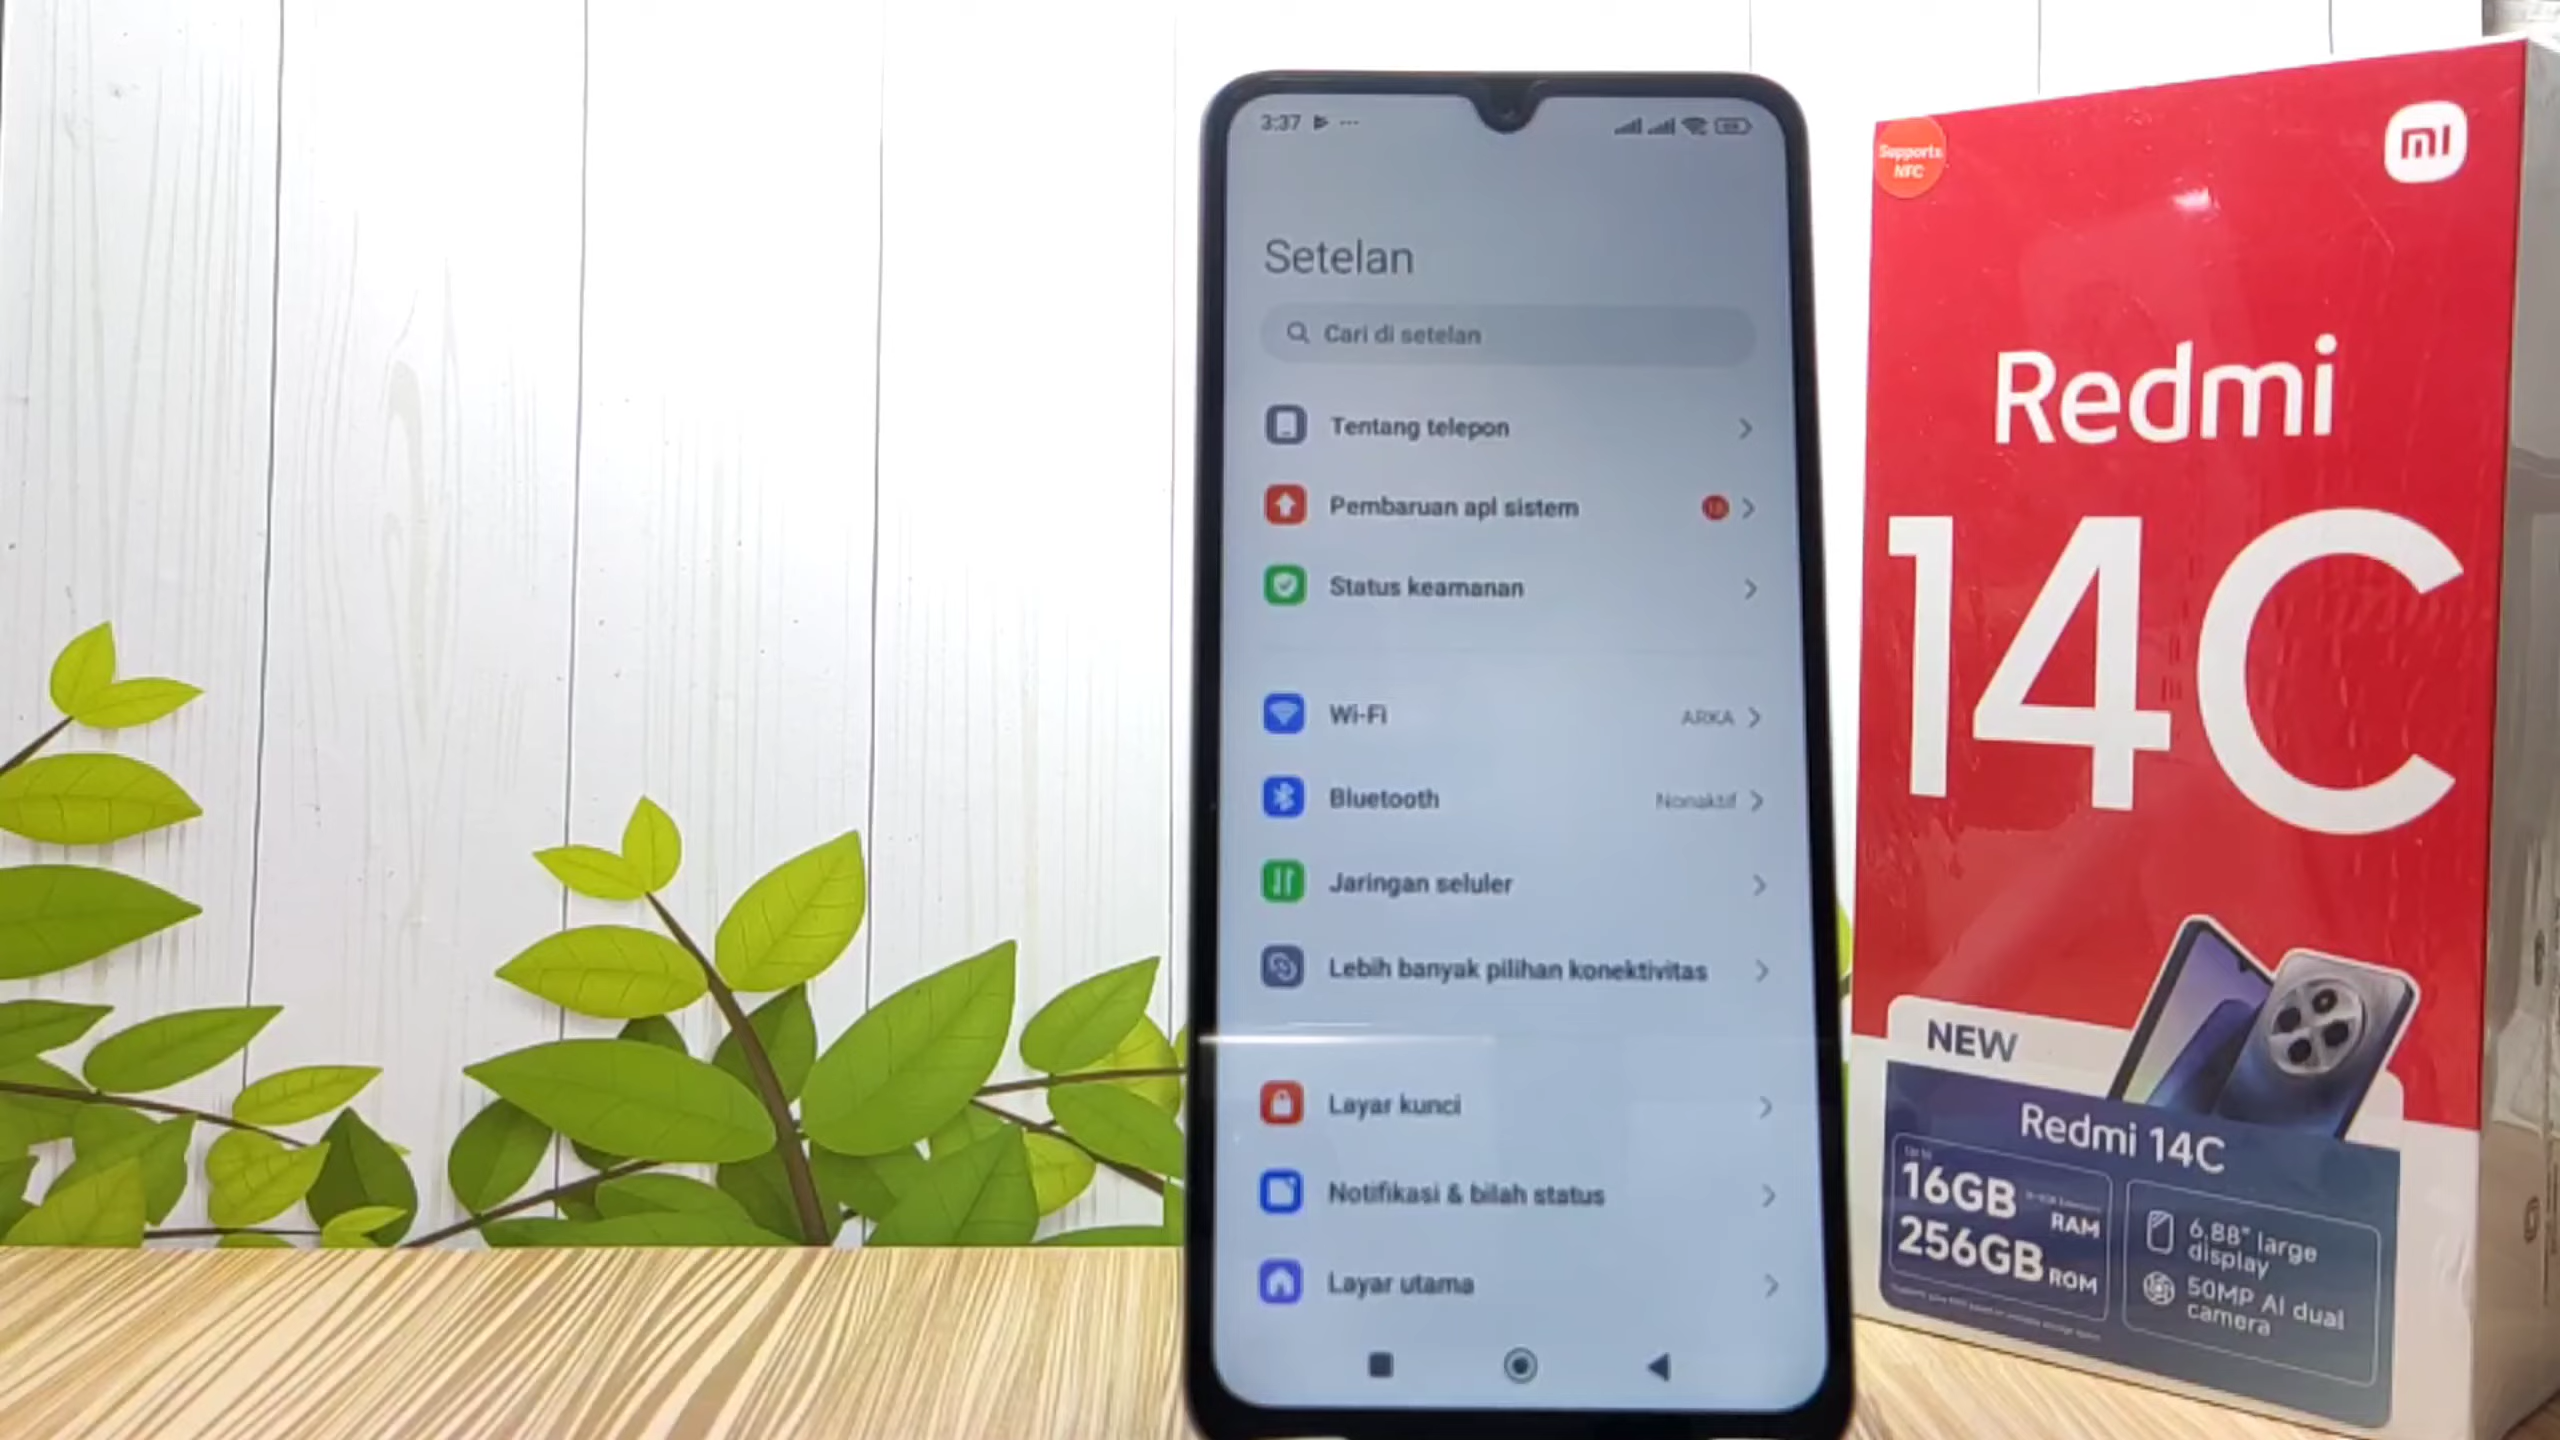 3:37
Setelan
Cari di setelan
Tentang telepon
Pembaruan apl sistem
Status keamanan
Wi-Fi
ARKA
Bluetooth
Nonaktif
Jaringan seluler
Lebih banyak pilihan konektivitas
Layar kunci
Notifikasi & bilah status
Layar utama
Supports
NFC
mi
Redmi
14C
NEW
Redmi 14C
16GB
RAM
256GB ROM
6.88" large
display
50MP AI dual
camera